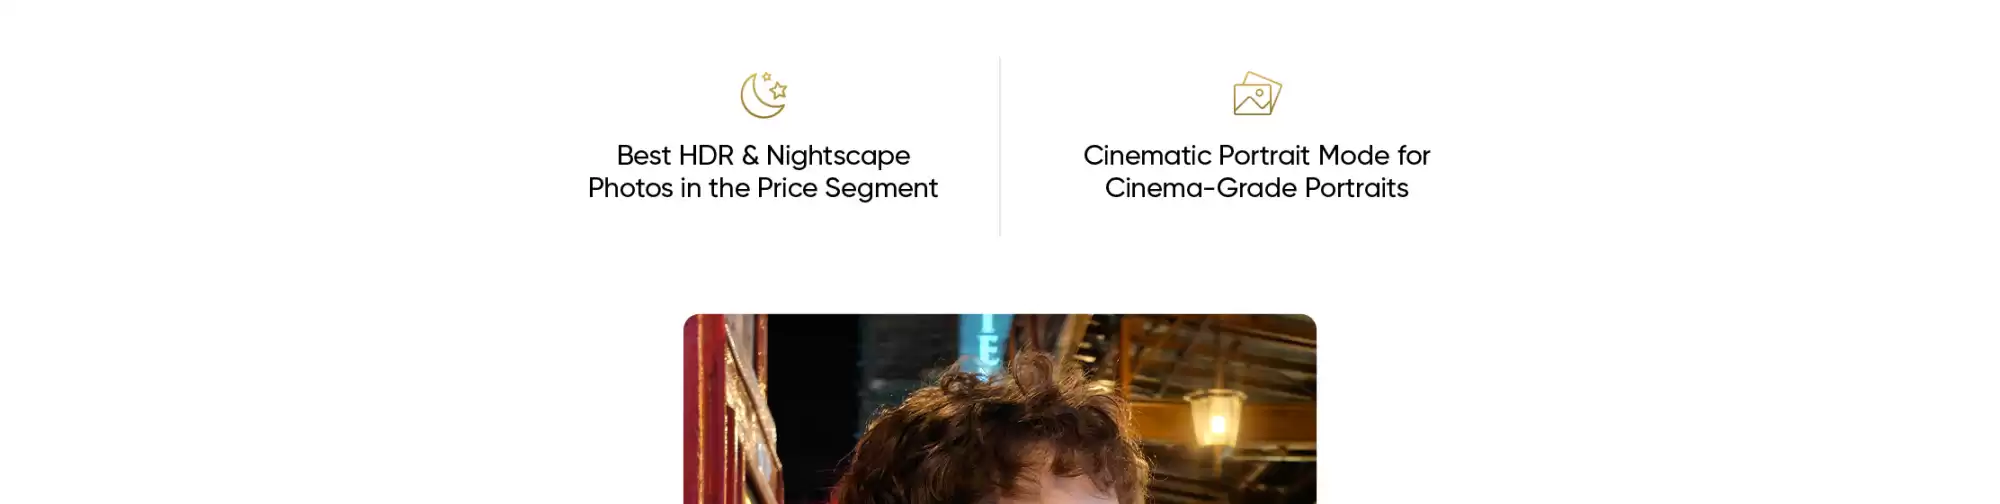 Best HDR & Nightscape
Photos in the Price Segment
Cinematic Portrait Mode for
Cinema-Grade Portraits
E